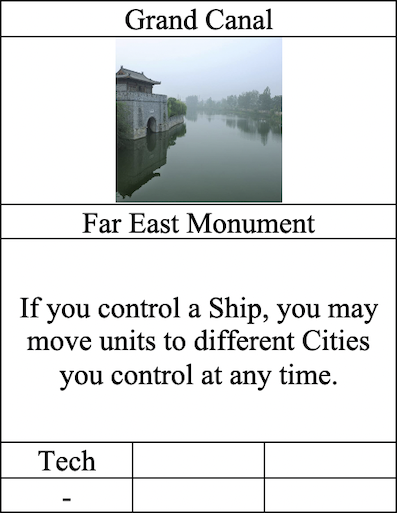 Grand Canal
Far East Monument
If you control a Ship, you may
move units to different Cities
you control at any time.
Tech
-